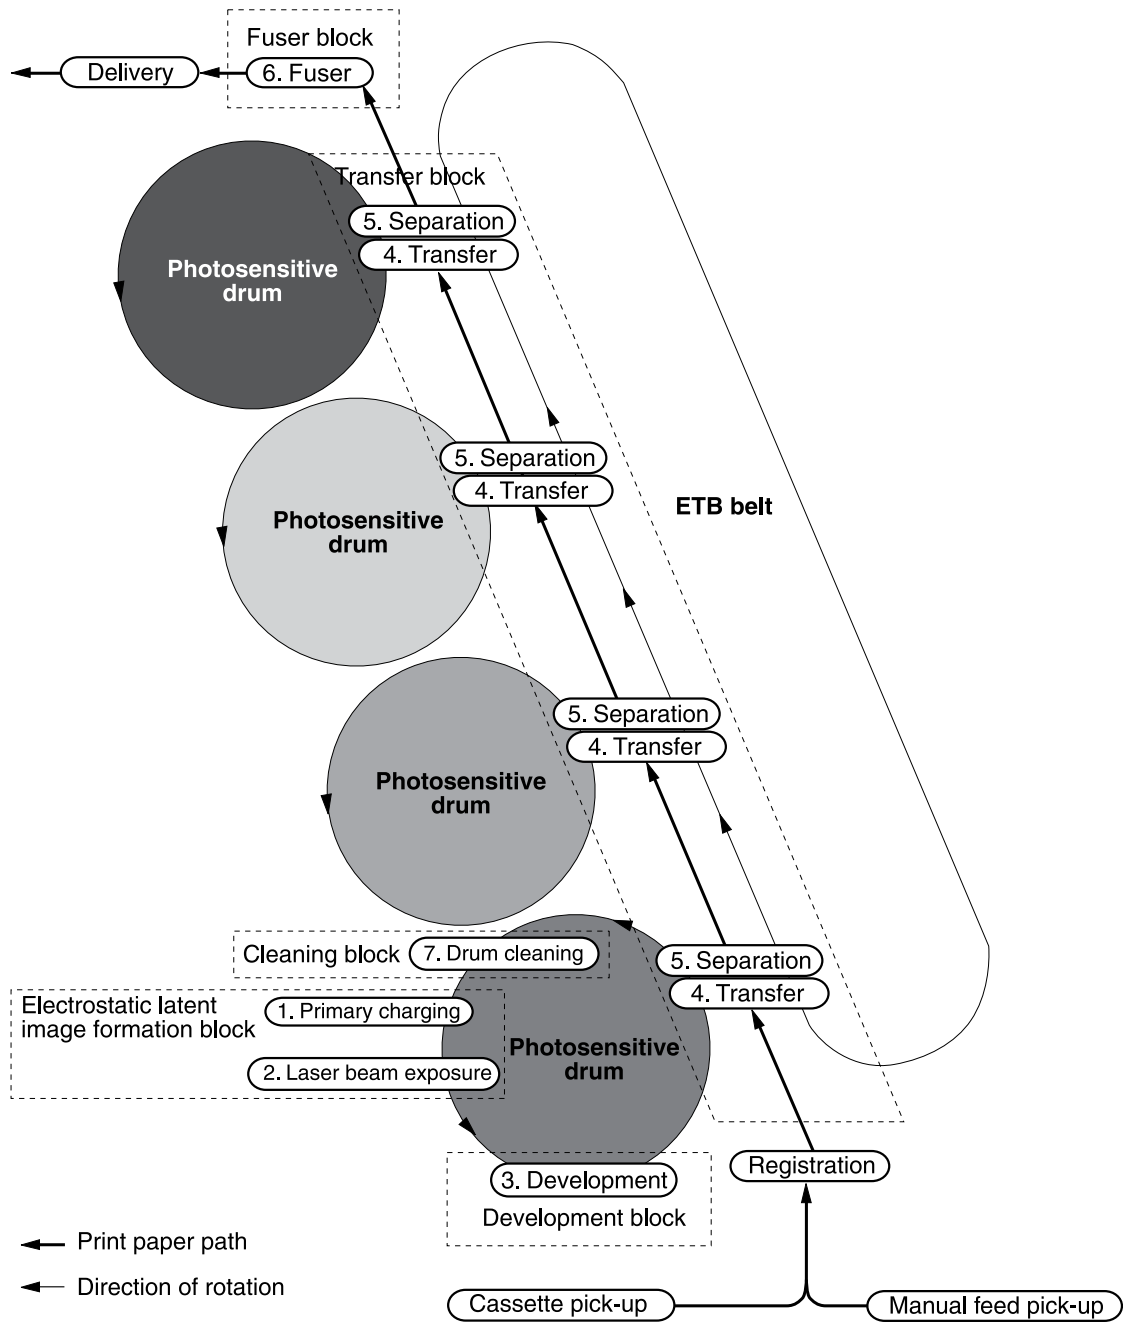 Fuser block
Delivery
6. Fuser
Transfer block
5. Separation
4. Transfer
Photosensitive
drum
5. Separation
4. Transfer
ETB belt
Photosensitive
drum
5. Separation
4. Transfer
Photosensitive
drum
Cleaning block
7. Drum cleaning
5. Separation
4. Transfer
Electrostatic latent
image formation block
1. Primary charging
2. Laser beam exposure
Photosensitive
drum
Registration
3. Development
Development block
Print paper path
Direction of rotation
Cassette pick-up
Manual feed pick-up